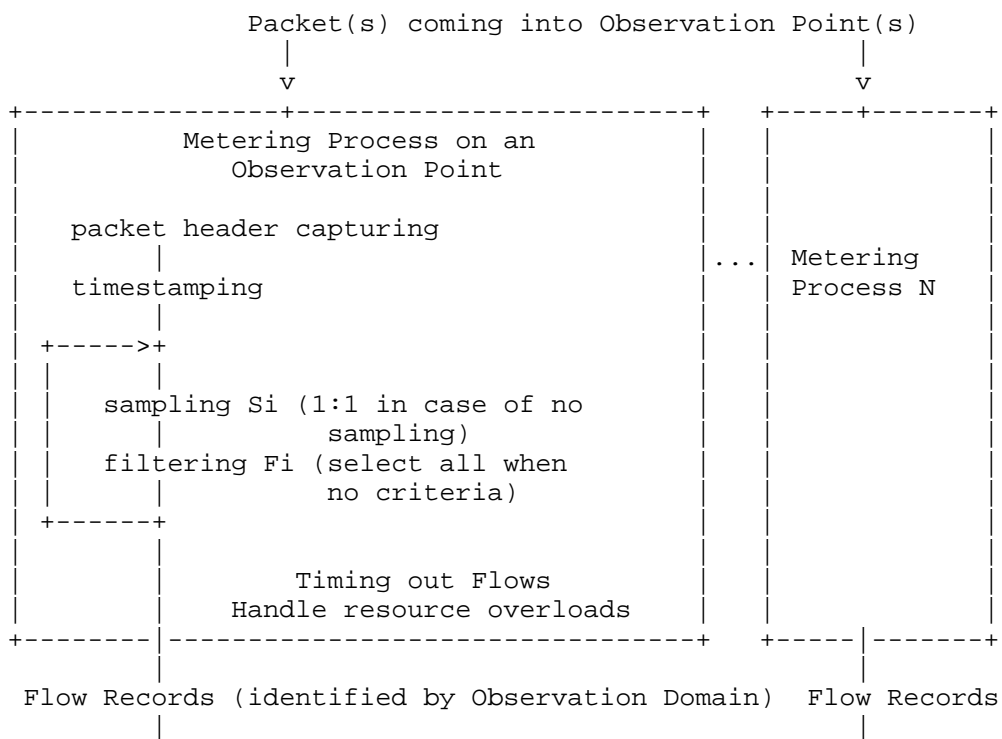 Packet(s) coming into Observation Point(s)
Metering Process on an
Observation Point
packet header capturing
... Metering
timestamping Process N
sampling Si (1:1 in case of no
sampling)
filtering Fi (select all when
no criteria)
Timing out Flows
Handle resource overloads
Flow Records (identified by Observation Domain) Flow Records